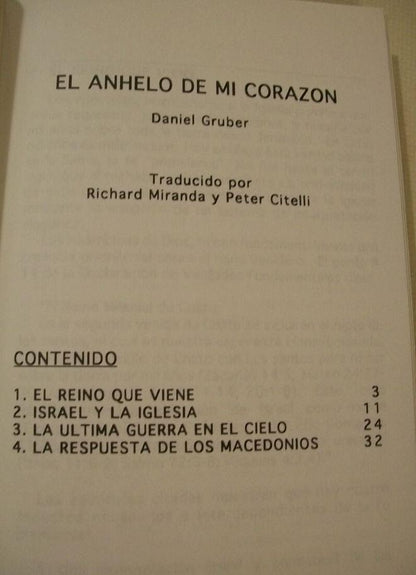 EL ANHELO DE MI CORAZON
Daniel Gruber
Traducido por
Richard Miranda y Peter Citelli
CONTENIDO
1. EL REINO QUE VIENE 3
2. ISRAEL Y LA IGLESIA 11
3. LA ULTIMA GUERRA EN EL CIELO 24
4. LA RESPUESTA DE LOS MACEDONIOS 32